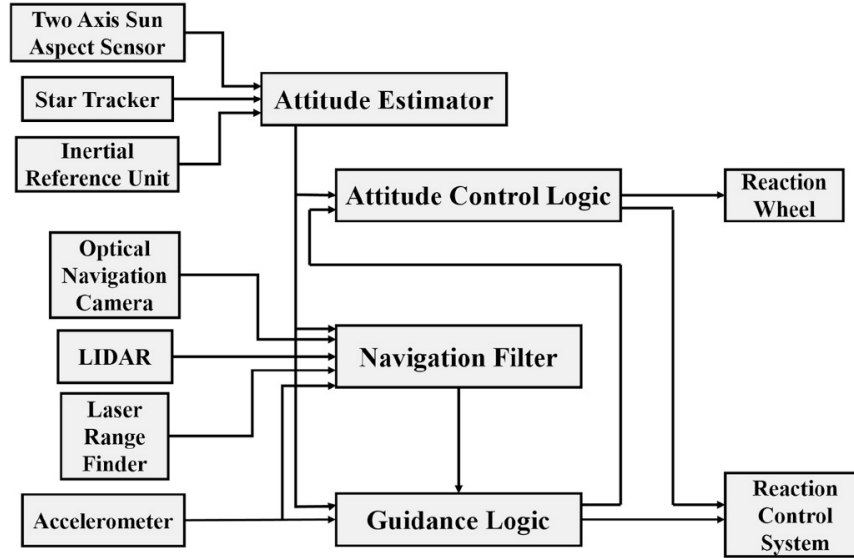 Two Axis Sun
Aspect Sensor
Star Tracker
Inertial
Reference Unit
Attitude Estimator
Attitude Control Logic
Reaction
Wheel
Optical
Navigation
Camera
LIDAR
Laser
Range
Finder
Accelerometer
Navigation Filter
Guidance Logic
Reaction
Control
System